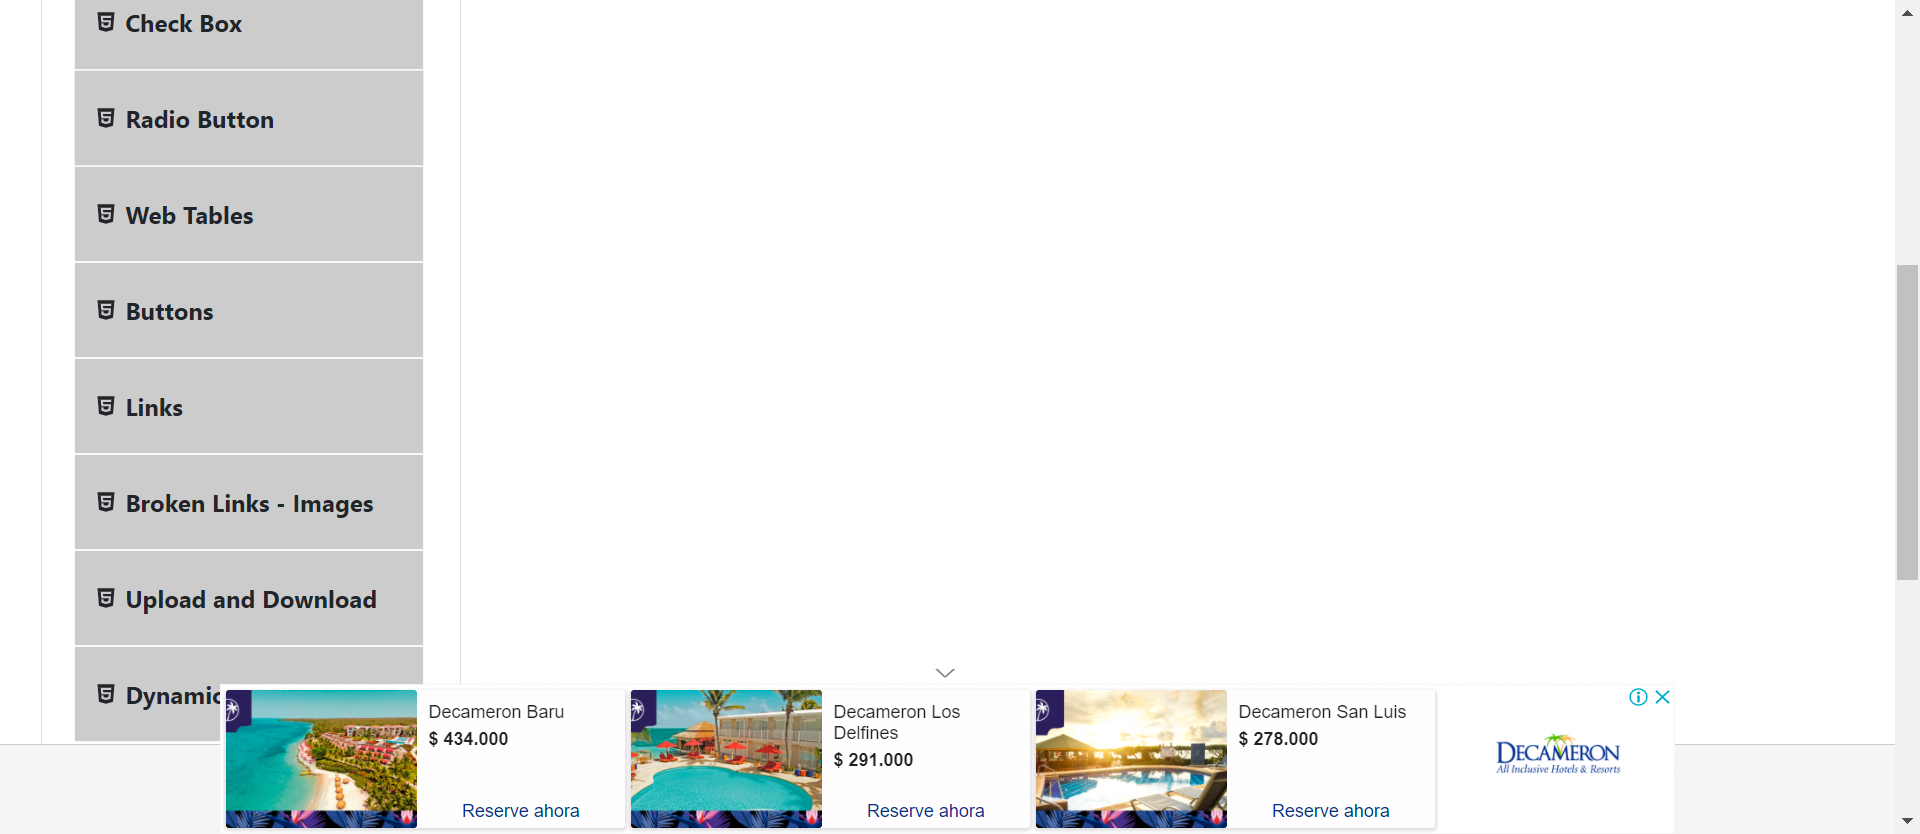 Check Box
Radio Button
Web Tables
Buttons
Links
Broken Links - Images
Upload and Download
Dynamic
Decameron Baru
$ 434.000
Reserve ahora
Decameron Los
Delfines
$ 291.000
Reserve ahora
Decameron San Luis
$ 278.000
Reserve ahora
DECAMERON
All Inclusive Hotels & Resorts